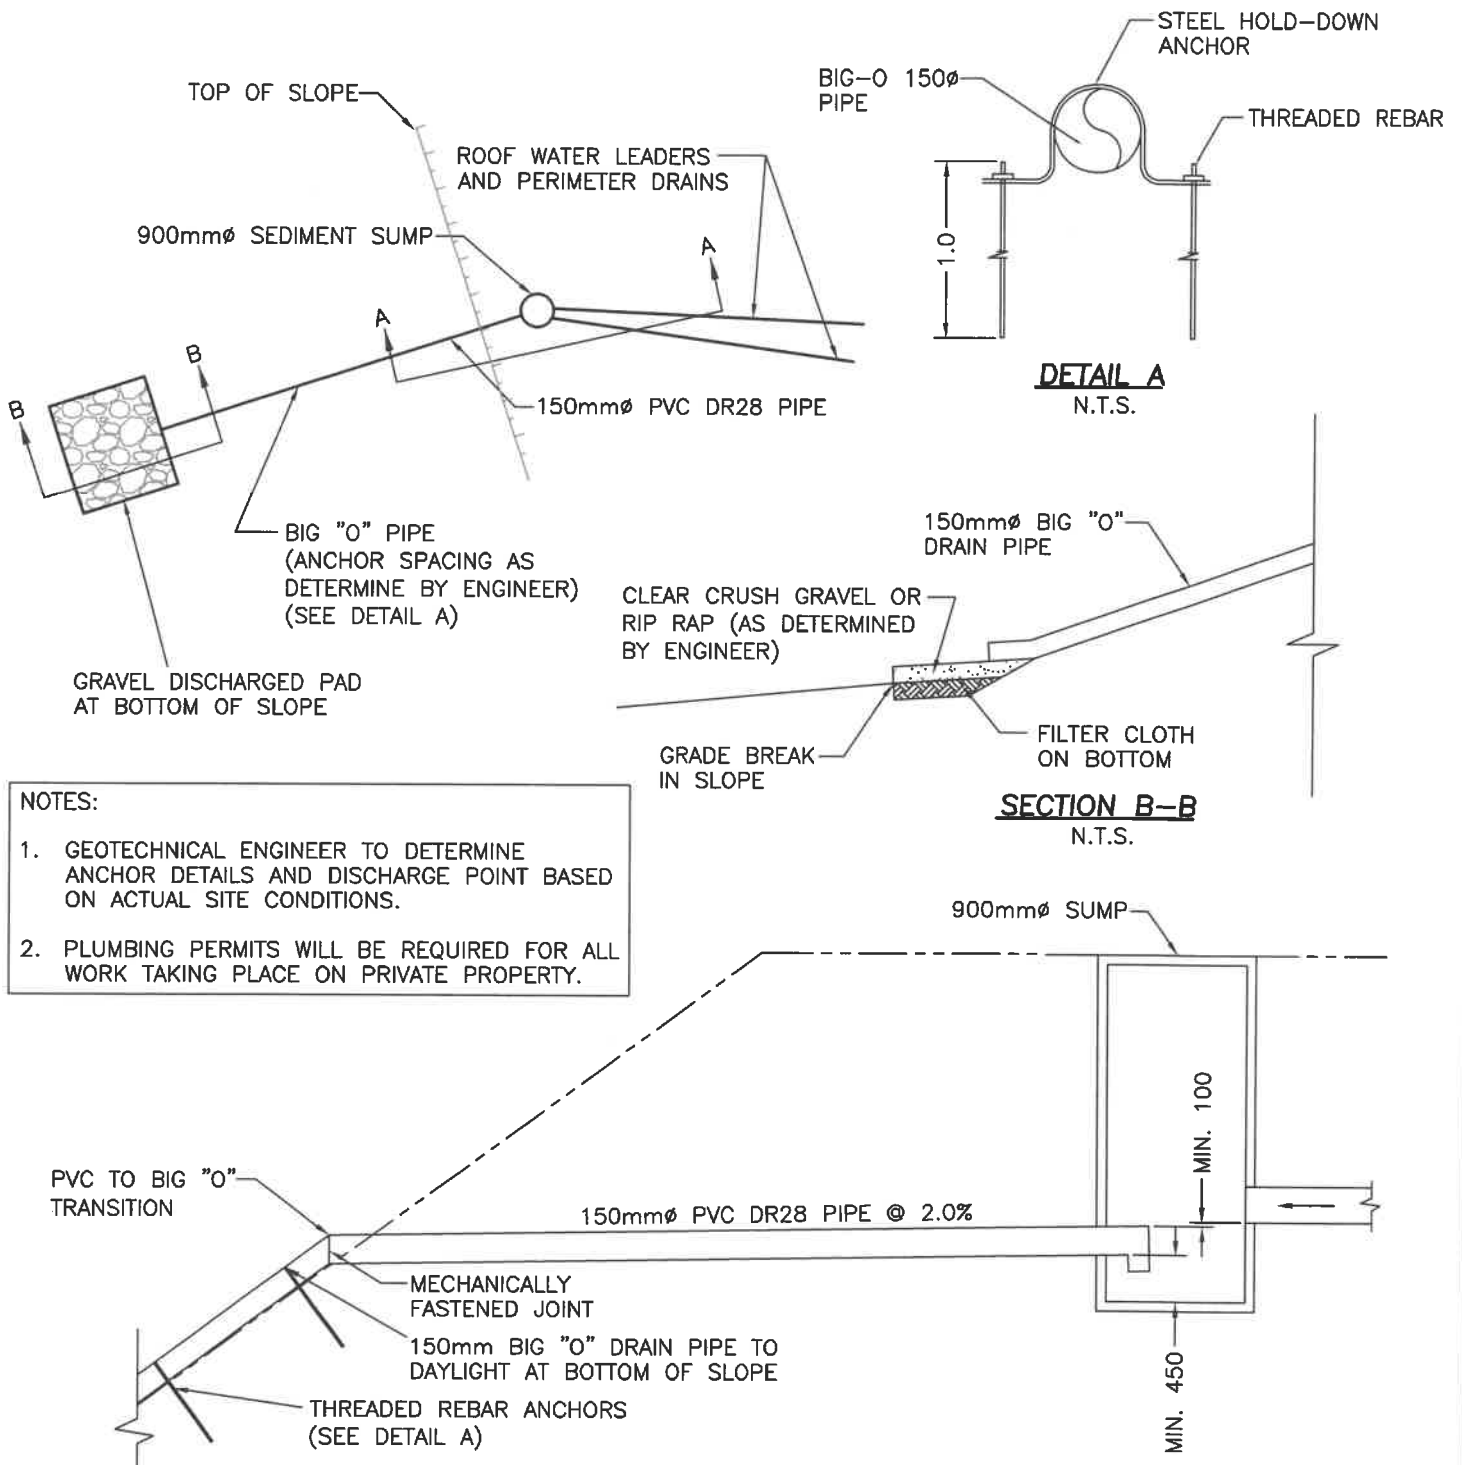 TOP OF SLOPE
ROOF WATER LEADERS
AND PERIMETER DRAINS
900mmø SEDIMENT SUMP
A
A
B
B
150mmø PVC DR28 PIPE
BIG "O" PIPE
(ANCHOR SPACING AS
DETERMINE BY ENGINEER)
(SEE DETAIL A)
GRAVEL DISCHARGED PAD
AT BOTTOM OF SLOPE
STEEL HOLD-DOWN
ANCHOR
BIG-O 150ø
PIPE
THREADED REBAR
1.0
DETAIL A
N.T.S.
150mmø BIG "O"
DRAIN PIPE
CLEAR CRUSH GRAVEL OR
RIP RAP (AS DETERMINED
BY ENGINEER)
FILTER CLOTH
ON BOTTOM
GRADE BREAK
IN SLOPE
SECTION B-B
N.T.S.
NOTES:
1. GEOTECHNICAL ENGINEER TO DETERMINE
ANCHOR DETAILS AND DISCHARGE POINT BASED
ON ACTUAL SITE CONDITIONS.
2. PLUMBING PERMITS WILL BE REQUIRED FOR ALL
WORK TAKING PLACE ON PRIVATE PROPERTY.
900mmø SUMP
MIN. 100
PVC TO BIG "O"
TRANSITION
150mmø PVC DR28 PIPE @ 2.0%
MECHANICALLY
FASTENED JOINT
150mm BIG "O" DRAIN PIPE TO
DAYLIGHT AT BOTTOM OF SLOPE
THREADED REBAR ANCHORS
(SEE DETAIL A)
MIN. 450